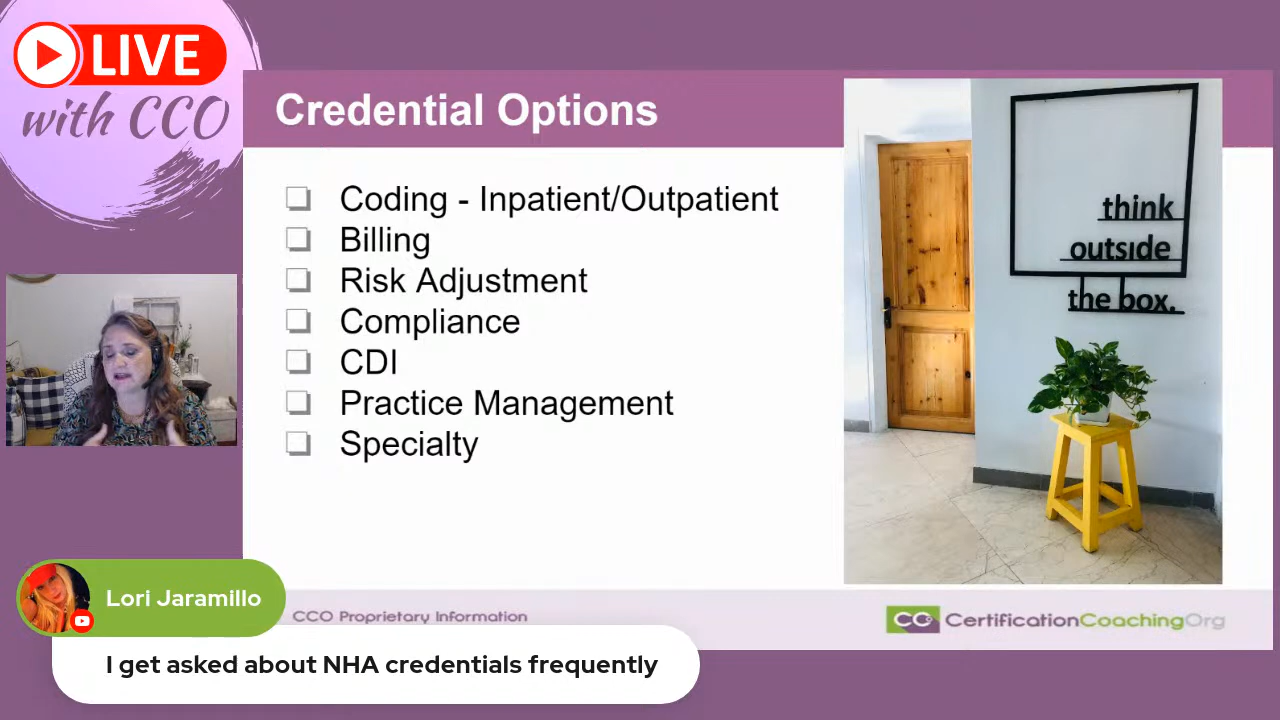 LIVE
with CCO
Credential Options
Coding - Inpatient/Outpatient
Billing
Risk Adjustment
Compliance
CDI
Practice Management
Specialty
think
outside
the box.
Lori Jaramillo
I get asked about NHA credentials frequently
CCO Proprietary Information
CCO CertificationCoachingOrg